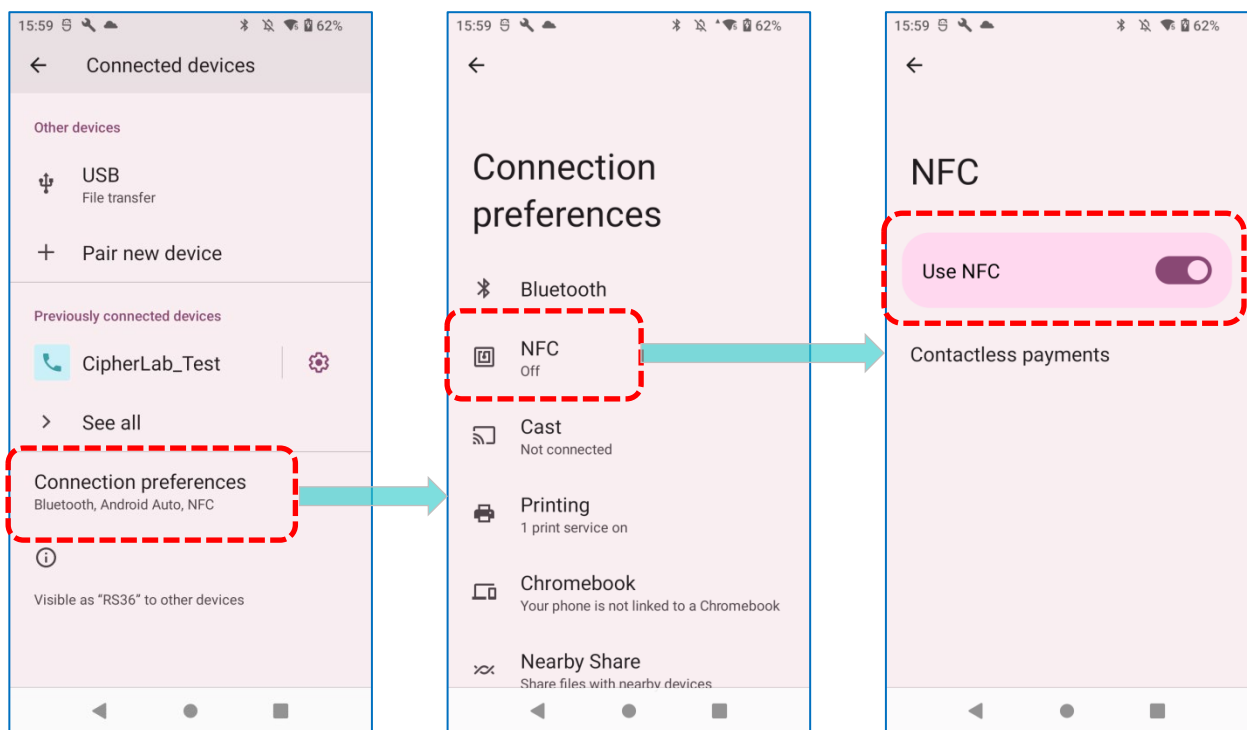 15:59 62%
Connected devices
Other devices
USB
File transfer
Pair new device
Previously connected devices
CipherLab_Test
See all
Connection preferences
Bluetooth, Android Auto, NFC
Visible as “RS36” to other devices
15:59 62%
Connection
preferences
Bluetooth
NFC
Off
Cast
Not connected
Printing
1 print service on
Chromebook
Your phone is not linked to a Chromebook
Nearby Share
Share files with nearby devices
15:59 62%
NFC
Use NFC
Contactless payments